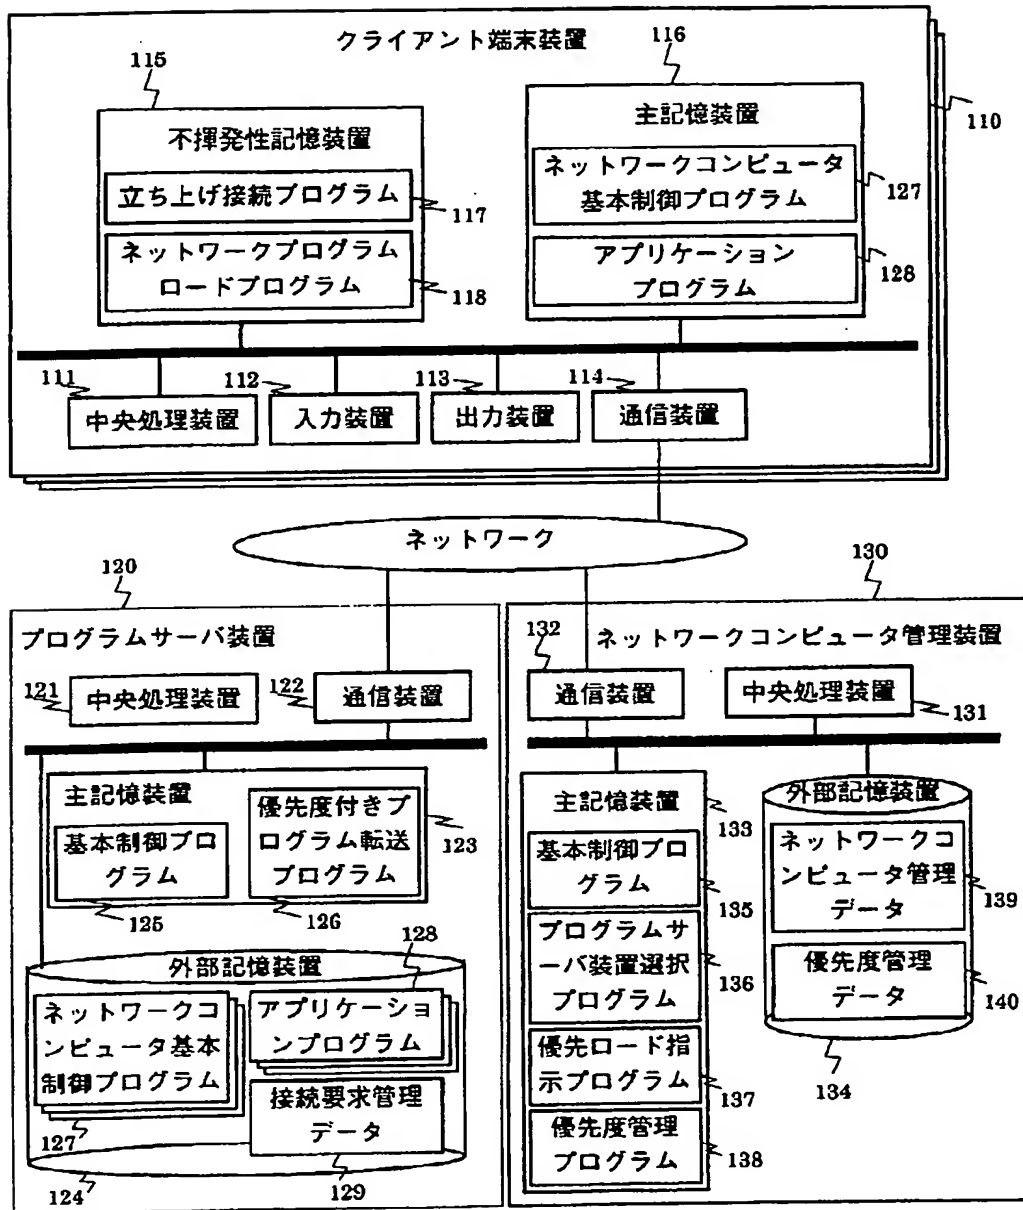 クライアント端末装置
115
116
110
不揮発性記憶装置
立ち上げ接続プログラム
117
ネットワークプログラム
ロードプログラム
118
主記憶装置
ネットワークコンピュータ
基本制御プログラム
127
アプリケーション
プログラム
128
111
中央処理装置
112
入力装置
113
出力装置
114
通信装置
ネットワーク
120
プログラムサーバ装置
121
中央処理装置
122
通信装置
主記憶装置
基本制御プロ
グラム
125
優先度付きプ
ログラム転送
プログラム
126
123
外部記憶装置
ネットワークコ
ンピュータ基本
制御プログラム
127
128
アプリケーショ
ンプログラム
接続要求管理
データ
129
124
130
ネットワークコンピュータ管理装置
132
通信装置
中央処理装置
131
主記憶装置
133
基本制御プロ
グラム
135
プログラムサ
ーバ装置選択
プログラム
136
優先ロード指
示プログラム
137
優先度管理
プログラム
138
外部記憶装置
ネットワークコ
ンピュータ管理
データ
139
優先度管理
データ
140
134